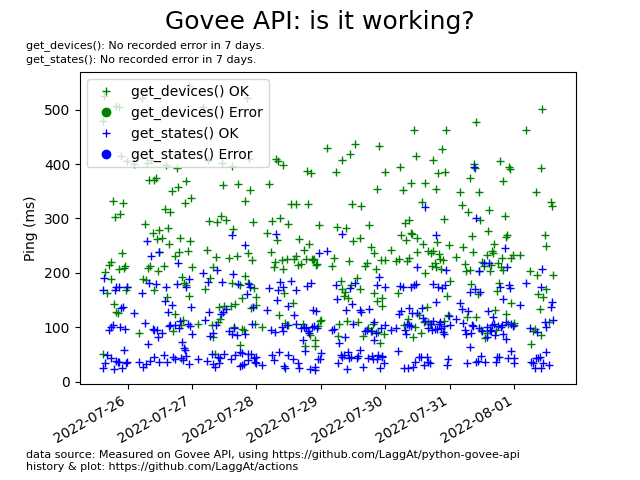 Govee API: is it working?
get_devices(): No recorded error in 7 days.
get_states(): No recorded error in 7 days.
get_devices() OK
get_devices() Error
get_states() OK
get_states() Error
500
400
300
200
100
0
Ping (ms)
2022-07-26
2022-07-27
2022-07-28
2022-07-29
2022-07-30
2022-07-31
2022-08-01
data source: Measured on Govee API, using https://github.com/LaggAt/python-govee-api
history & plot: https://github.com/LaggAt/actions